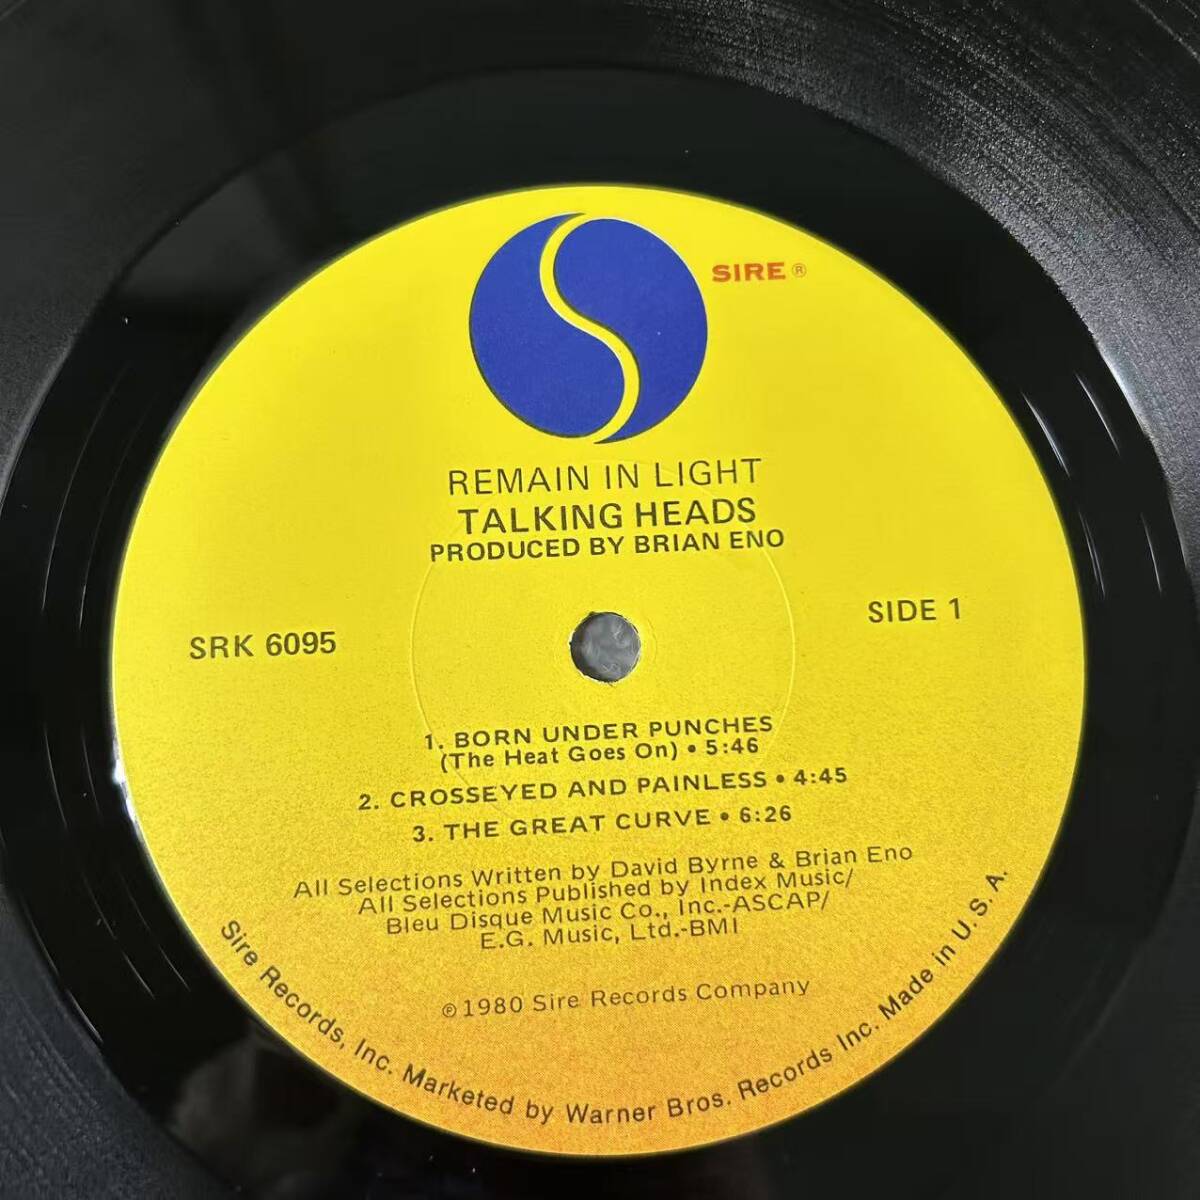 SIRE®
REMAIN IN LIGHT
TALKING HEADS
PRODUCED BY BRIAN ENO
SIDE 1
SRK 6095
1. BORN UNDER PUNCHES
(The Heat Goes On) • 5:46
2. CROSSEYED AND PAINLESS • 4:45
3. THE GREAT CURVE • 6:26
All Selections Written by David Byrne & Brian Eno
All Selections Published by Index Music/
Bleu Disque Music Co., Inc.-ASCAP/
E.G. Music, Ltd.-BMI
℗1980 Sire Records Company
Sire Records, Inc. Marketed by Warner Bros. Records Inc. Made in U.S.A.